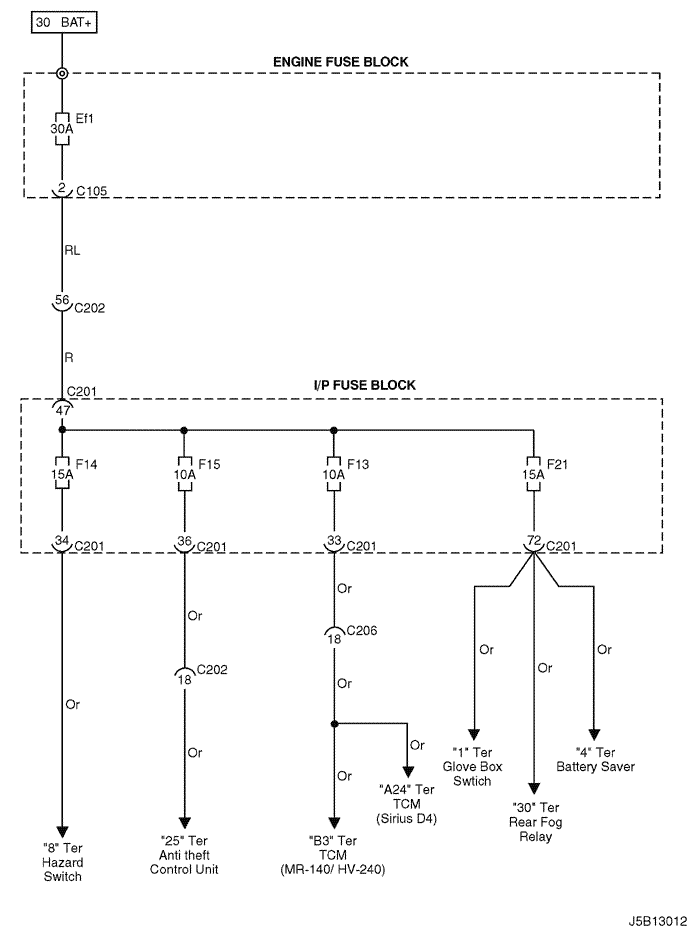 30 BAT+
ENGINE FUSE BLOCK
Ef1
30A
2 C105
RL
56 C202
R
C201
I/P FUSE BLOCK
47
F14 F15 F13 F21
15A 10A 10A 15A
34 C201 36 C201 33 C201 72 C201
Or
Or
C206
18
C202
18
Or
Or
Or
Or
Or
Or
Or
Or
Or
"1" Ter
Glove Box
Swtich
"4" Ter
Battery Saver
"A24" Ter
TCM
(Sirius D4)
"30" Ter
Rear Fog
Relay
"8" Ter
Hazard
Switch
"25" Ter
Anti theft
Control Unit
"B3" Ter
TCM
(MR-140/ HV-240)
J5B13012